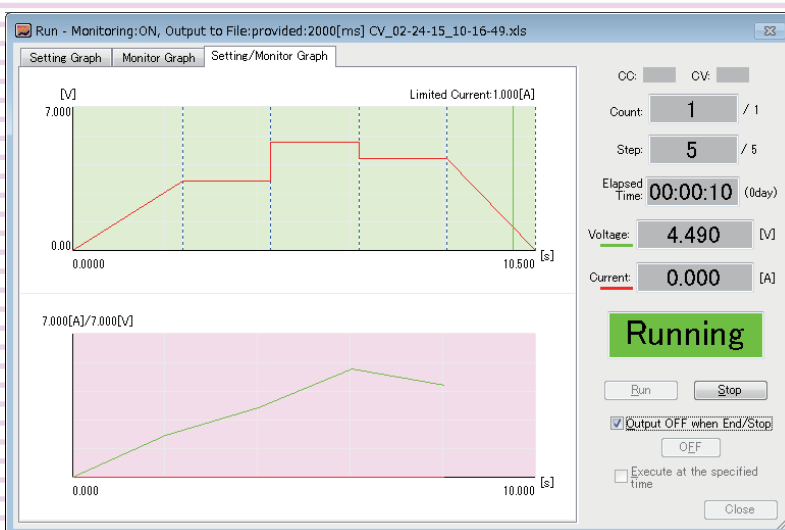 Run - Monitoring:ON, Output to File:provided:2000[ms] CV_02-24-15_10-16-49.xls
Setting Graph
Monitor Graph
Setting/Monitor Graph
[V]
Limited Current:1.000[A]
7.000
0.00
0.0000
10.500
[s]
7.000[A]/7.000[V]
0.000
10.000
[s]
CC:
CV:
Count:
1
/ 1
Step:
5
/ 5
Elapsed
Time:
00:00:10
(0day)
Voltage:
4.490
[V]
Current:
0.000
[A]
Running
Run
Stop
Output OFF when End/Stop
OFF
Execute at the specified
time
Close